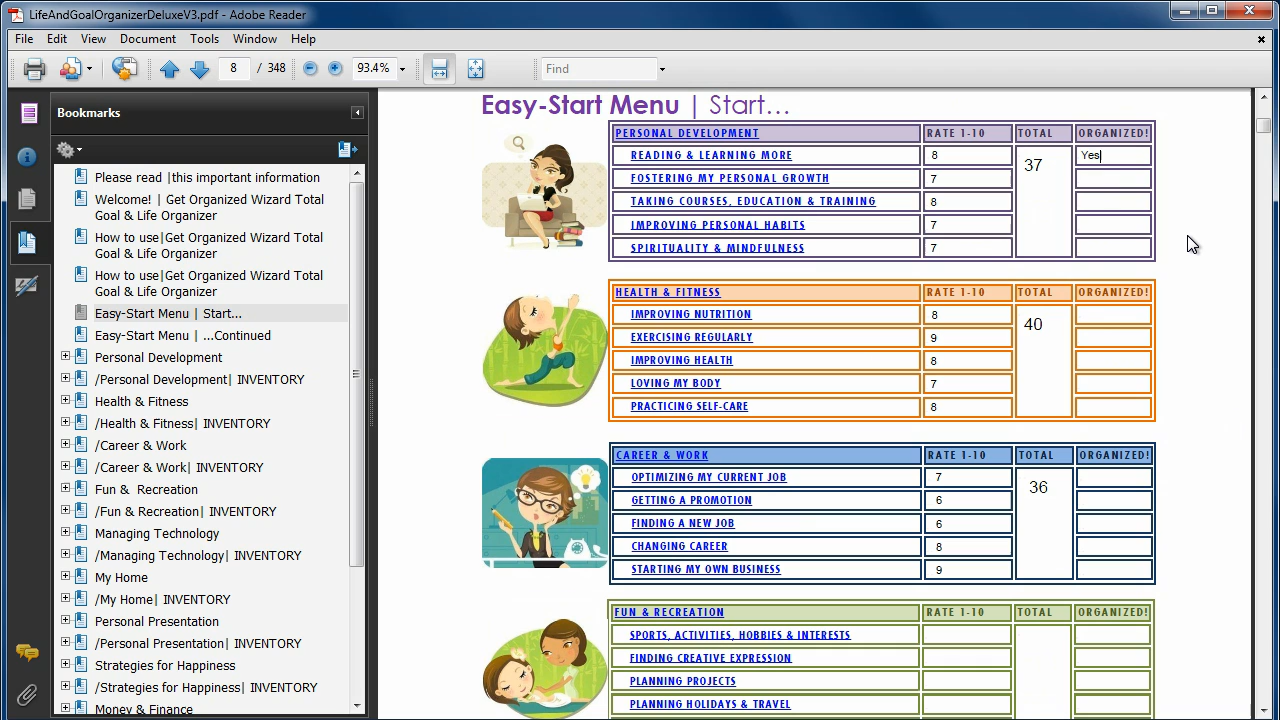 LifeAndGoalOrganizerDeluxeV3.pdf - Adobe Reader
File Edit View Document Tools Window Help
8 / 348 93.4% Find
Bookmarks
Please read |this important information
Welcome! | Get Organized Wizard Total
Goal & Life Organizer
How to use|Get Organized Wizard Total
Goal & Life Organizer
How to use|Get Organized Wizard Total
Goal & Life Organizer
Easy-Start Menu | Start...
Easy-Start Menu | ...Continued
Personal Development
/Personal Development| INVENTORY
Health & Fitness
/Health & Fitness| INVENTORY
/Career & Work
/Career & Work| INVENTORY
Fun &  Recreation
/Fun & Recreation| INVENTORY
Managing Technology
/Managing Technology| INVENTORY
My Home
/My Home| INVENTORY
Personal Presentation
/Personal Presentation| INVENTORY
Strategies for Happiness
/Strategies for Happiness| INVENTORY
Money & Finance
Easy-Start Menu | Start…
PERSONAL DEVELOPMENT RATE 1-10 TOTAL ORGANIZED!
READING & LEARNING MORE 8 37 Yes
FOSTERING MY PERSONAL GROWTH 7
TAKING COURSES, EDUCATION & TRAINING 8
IMPROVING PERSONAL HABITS 7
SPIRITUALITY & MINDFULNESS 7
HEALTH & FITNESS RATE 1-10 TOTAL ORGANIZED!
IMPROVING NUTRITION 8 40
EXERCISING REGULARLY 9
IMPROVING HEALTH 8
LOVING MY BODY 7
PRACTICING SELF-CARE 8
CAREER & WORK RATE 1-10 TOTAL ORGANIZED!
OPTIMIZING MY CURRENT JOB 7 36
GETTING A PROMOTION 6
FINDING A NEW JOB 6
CHANGING CAREER 8
STARTING MY OWN BUSINESS 9
FUN & RECREATION RATE 1-10 TOTAL ORGANIZED!
SPORTS, ACTIVITIES, HOBBIES & INTERESTS
FINDING CREATIVE EXPRESSION
PLANNING PROJECTS
PLANNING HOLIDAYS & TRAVEL